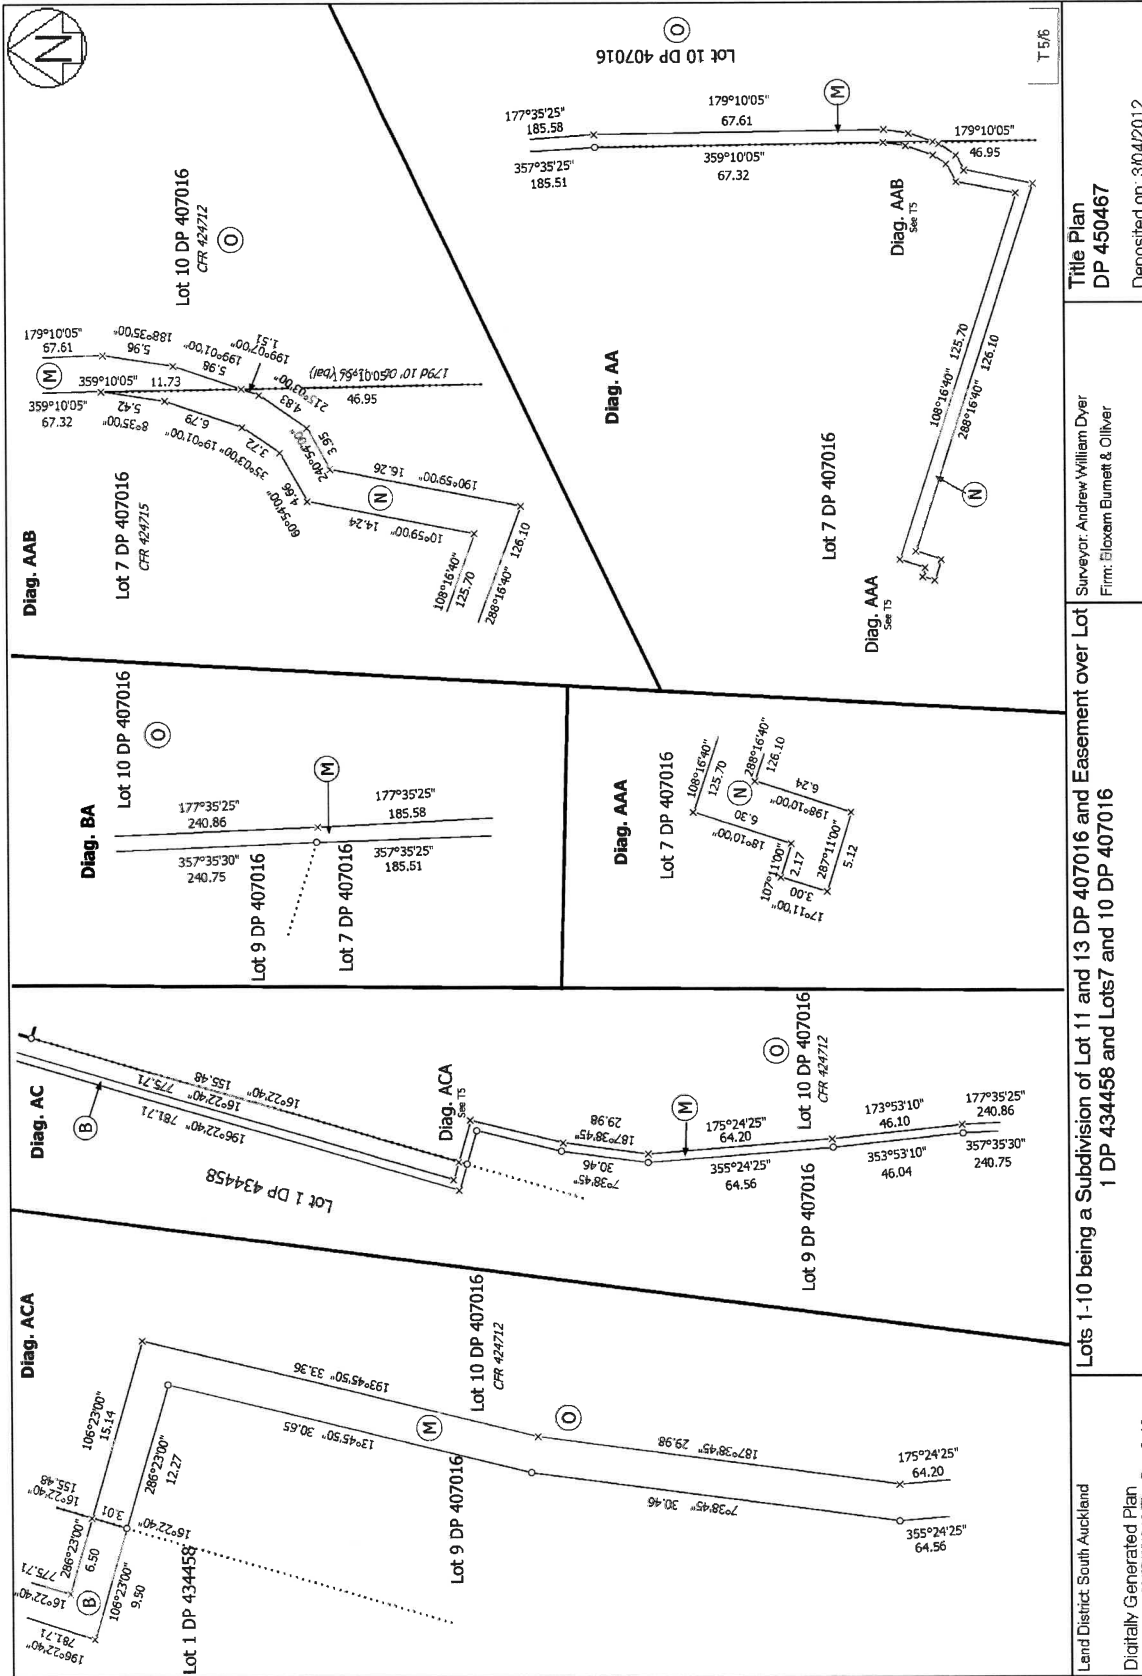 Diag. ACA
196°22'40"
781.71
16°22'40"
775.71
B
286°23'00"
6.50
106°23'00"
9.50
16°22'40"
155.48
3.01
16°22'40"
106°23'00"
15.14
286°23'00"
12.27
Lot 1 DP 434458
193°45'50" 33.36
13°45'50" 30.65
M
Lot 10 DP 407016
CFR 424712
O
Lot 9 DP 407016
187°38'45" 29.98
7°38'45" 30.46
175°24'25"
64.20
355°24'25"
64.56
Diag. AC
B
196°22'40" 781.71
16°22'40" 775.71
16°22'40" 155.48
Lot 1 DP 434458
Diag. ACA
See T5
187°38'45"
29.98
7°38'45"
30.46
M
175°24'25"
64.20
355°24'25"
64.56
O
Lot 10 DP 407016
CFR 424712
Lot 9 DP 407016
173°53'10"
46.10
353°53'10"
46.04
177°35'25"
240.86
357°35'30"
240.75
Diag. BA
Lot 10 DP 407016
O
177°35'25"
240.86
357°35'30"
240.75
M
Lot 9 DP 407016
Lot 7 DP 407016
177°35'25"
185.58
357°35'25"
185.51
Diag. AAA
Lot 7 DP 407016
108°16'40"
125.70
288°16'40"
126.10
N
18°10'00"
6.30
198°10'00"
6.24
107°11'00"
2.17
17°11'00"
3.00
287°11'00"
5.12
Diag. AAB
Lot 7 DP 407016
CFR 424715
Lot 10 DP 407016
CFR 424712
O
M
179°10'05"
67.61
359°10'05"
67.32
359°10'05"
11.73
188°35'00"
5.96
199°01'00"
5.98
199°07'00"
1.51
215°03'00"
4.83
240°54'00"
3.95
190°59'00" 16.26
46.95
8°35'00"
5.42
19°01'00"
6.79
35°03'00"
3.72
60°54'00"
4.66
10°59'00" 14.24
N
108°16'40"
125.70
288°16'40" 126.10
N
Diag. AA
Lot 10 DP 407016
O
177°35'25"
185.58
357°35'25"
185.51
179°10'05"
67.61
359°10'05"
67.32
M
179°10'05"
46.95
Diag. AAB
See T5
108°16'40" 125.70
288°16'40" 126.10
N
Lot 7 DP 407016
Diag. AAA
See T5
T 5/6
Land District: South Auckland
Digitally Generated Plan
Lots 1-10 being a Subdivision of Lot 11 and 13 DP 407016 and Easement over Lot
1 DP 434458 and Lots7 and 10 DP 407016
Surveyor: Andrew William Dyer
Firm: Bloxam Burnett & Olliver
Title Plan
DP 450467
Deposited on: 3/04/2012